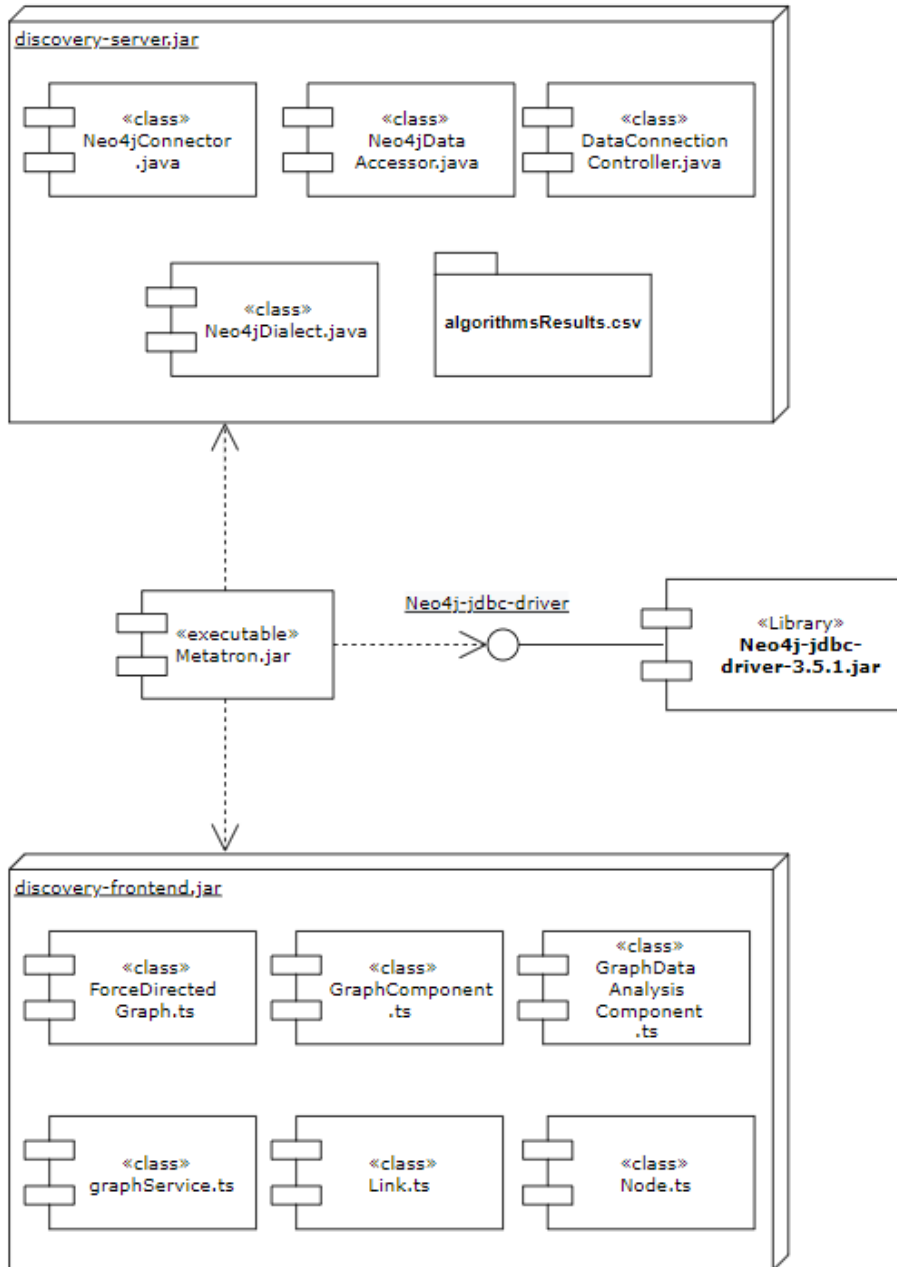 discovery-server.jar
«class»
Neo4jConnector
.java
«class»
Neo4jData
Accessor.java
«class»
DataConnection
Controller.java
«class»
Neo4jDialect.java
algorithmsResults.csv
«executable»
Metatron.jar
Neo4j-jdbc-driver
«Library»
Neo4j-jdbc-
driver-3.5.1.jar
discovery-frontend.jar
«class»
ForceDirected
Graph.ts
«class»
GraphComponent
.ts
«class»
GraphData
Analysis
Component
.ts
«class»
graphService.ts
«class»
Link.ts
«class»
Node.ts